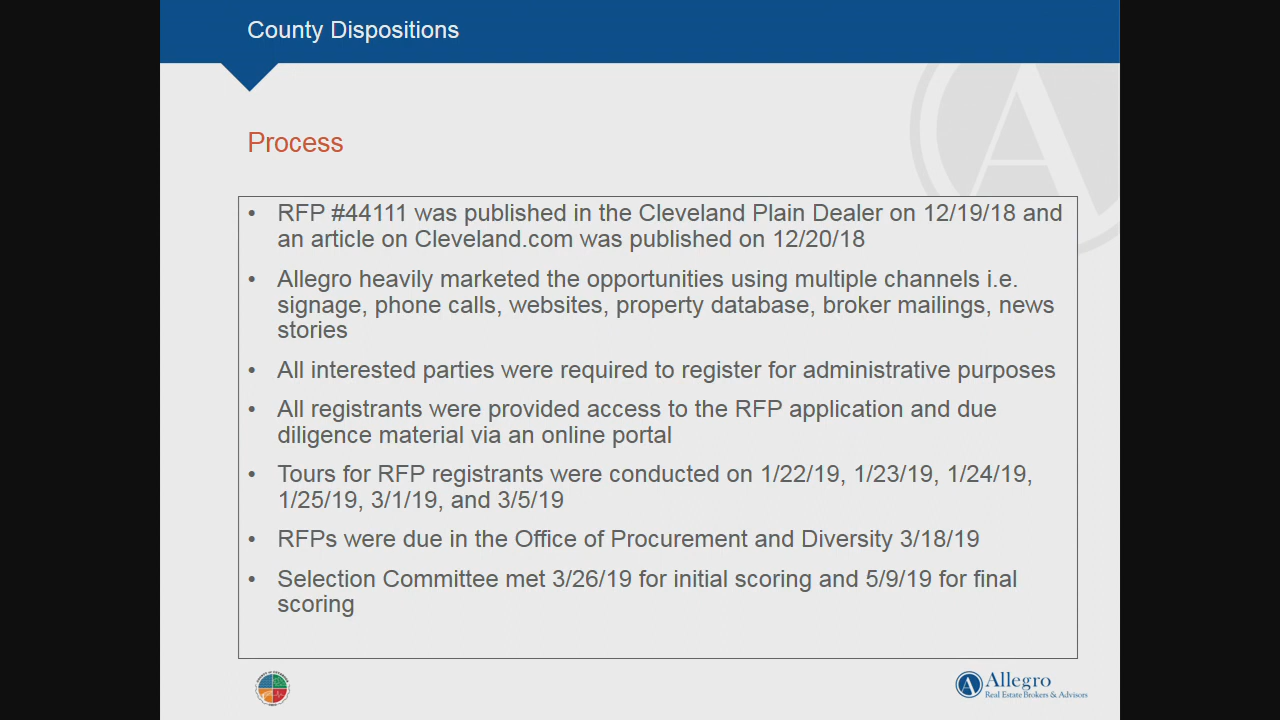 County Dispositions
Process
• RFP #44111 was published in the Cleveland Plain Dealer on 12/19/18 and
an article on Cleveland.com was published on 12/20/18
• Allegro heavily marketed the opportunities using multiple channels i.e.
signage, phone calls, websites, property database, broker mailings, news
stories
• All interested parties were required to register for administrative purposes
• All registrants were provided access to the RFP application and due
diligence material via an online portal
• Tours for RFP registrants were conducted on 1/22/19, 1/23/19, 1/24/19,
1/25/19, 3/1/19, and 3/5/19
• RFPs were due in the Office of Procurement and Diversity 3/18/19
• Selection Committee met 3/26/19 for initial scoring and 5/9/19 for final
scoring
A Allegro
Real Estate Brokers & Advisors